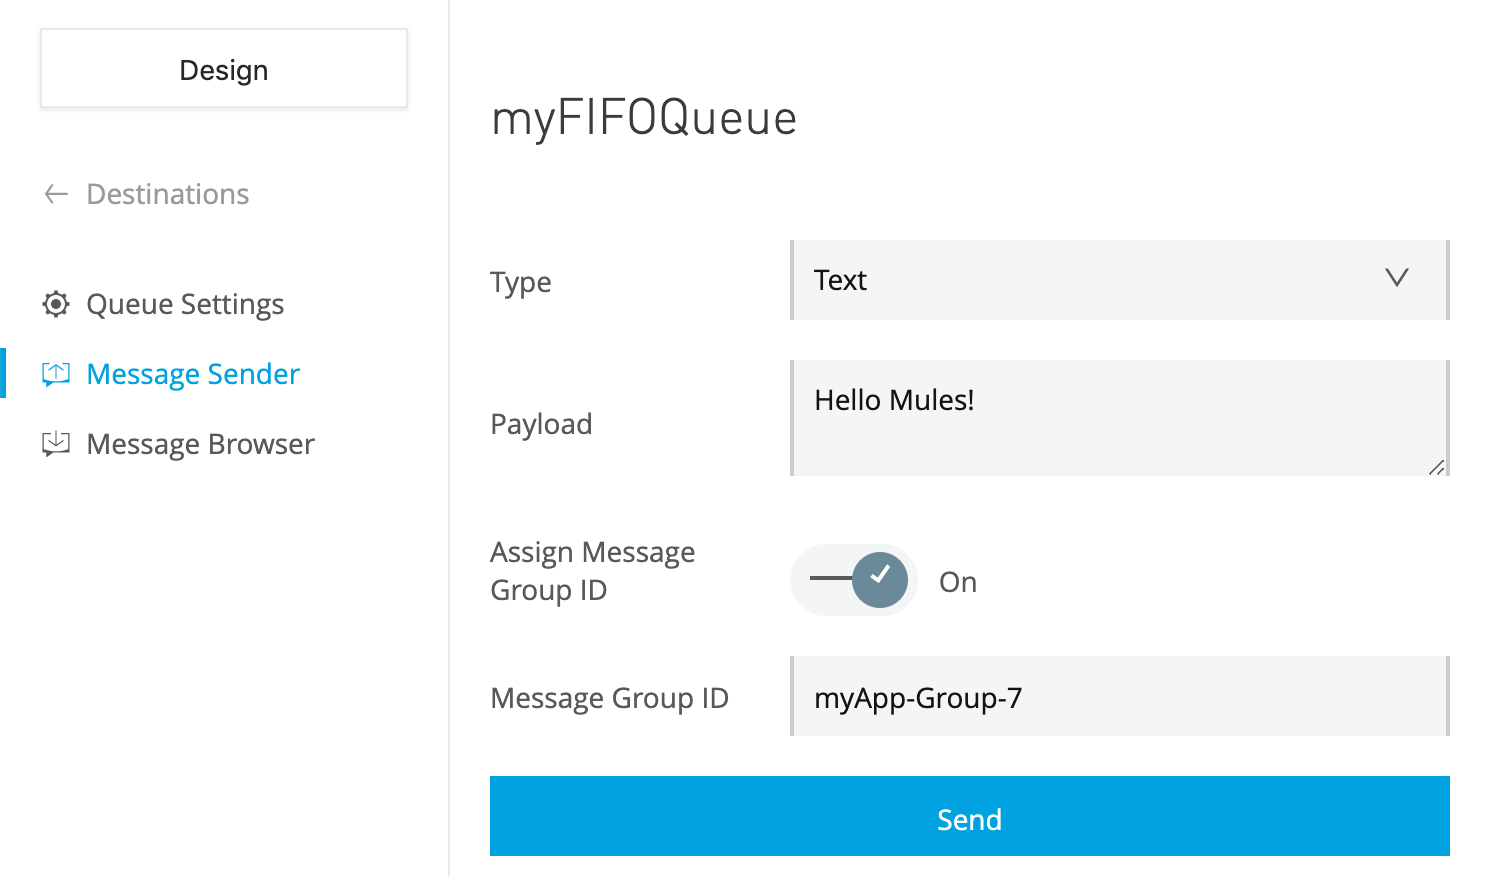 Design
Destinations
Queue Settings
Message Sender
Message Browser
myFIFOQueue
Type
Text
Payload
Hello Mules!
Assign Message
Group ID
On
Message Group ID
myApp-Group-7
Send